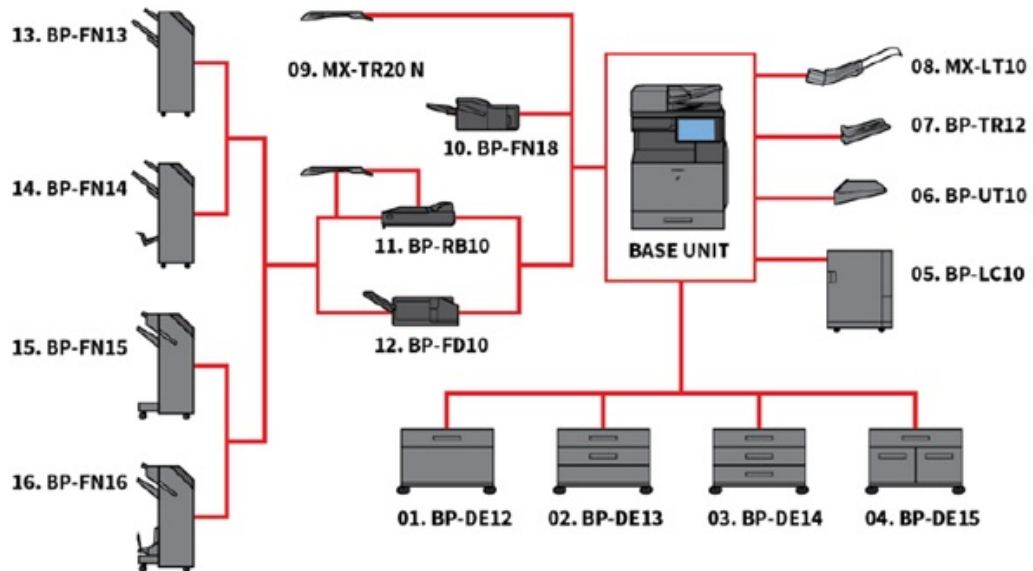 13. BP-FN13
09. MX-TR20 N
08. MX-LT10
07. BP-TR12
10. BP-FN18
14. BP-FN14
06. BP-UT10
11. BP-RB10
BASE UNIT
05. BP-LC10
15. BP-FN15
12. BP-FD10
16. BP-FN16
01. BP-DE12
02. BP-DE13
03. BP-DE14
04. BP-DE15